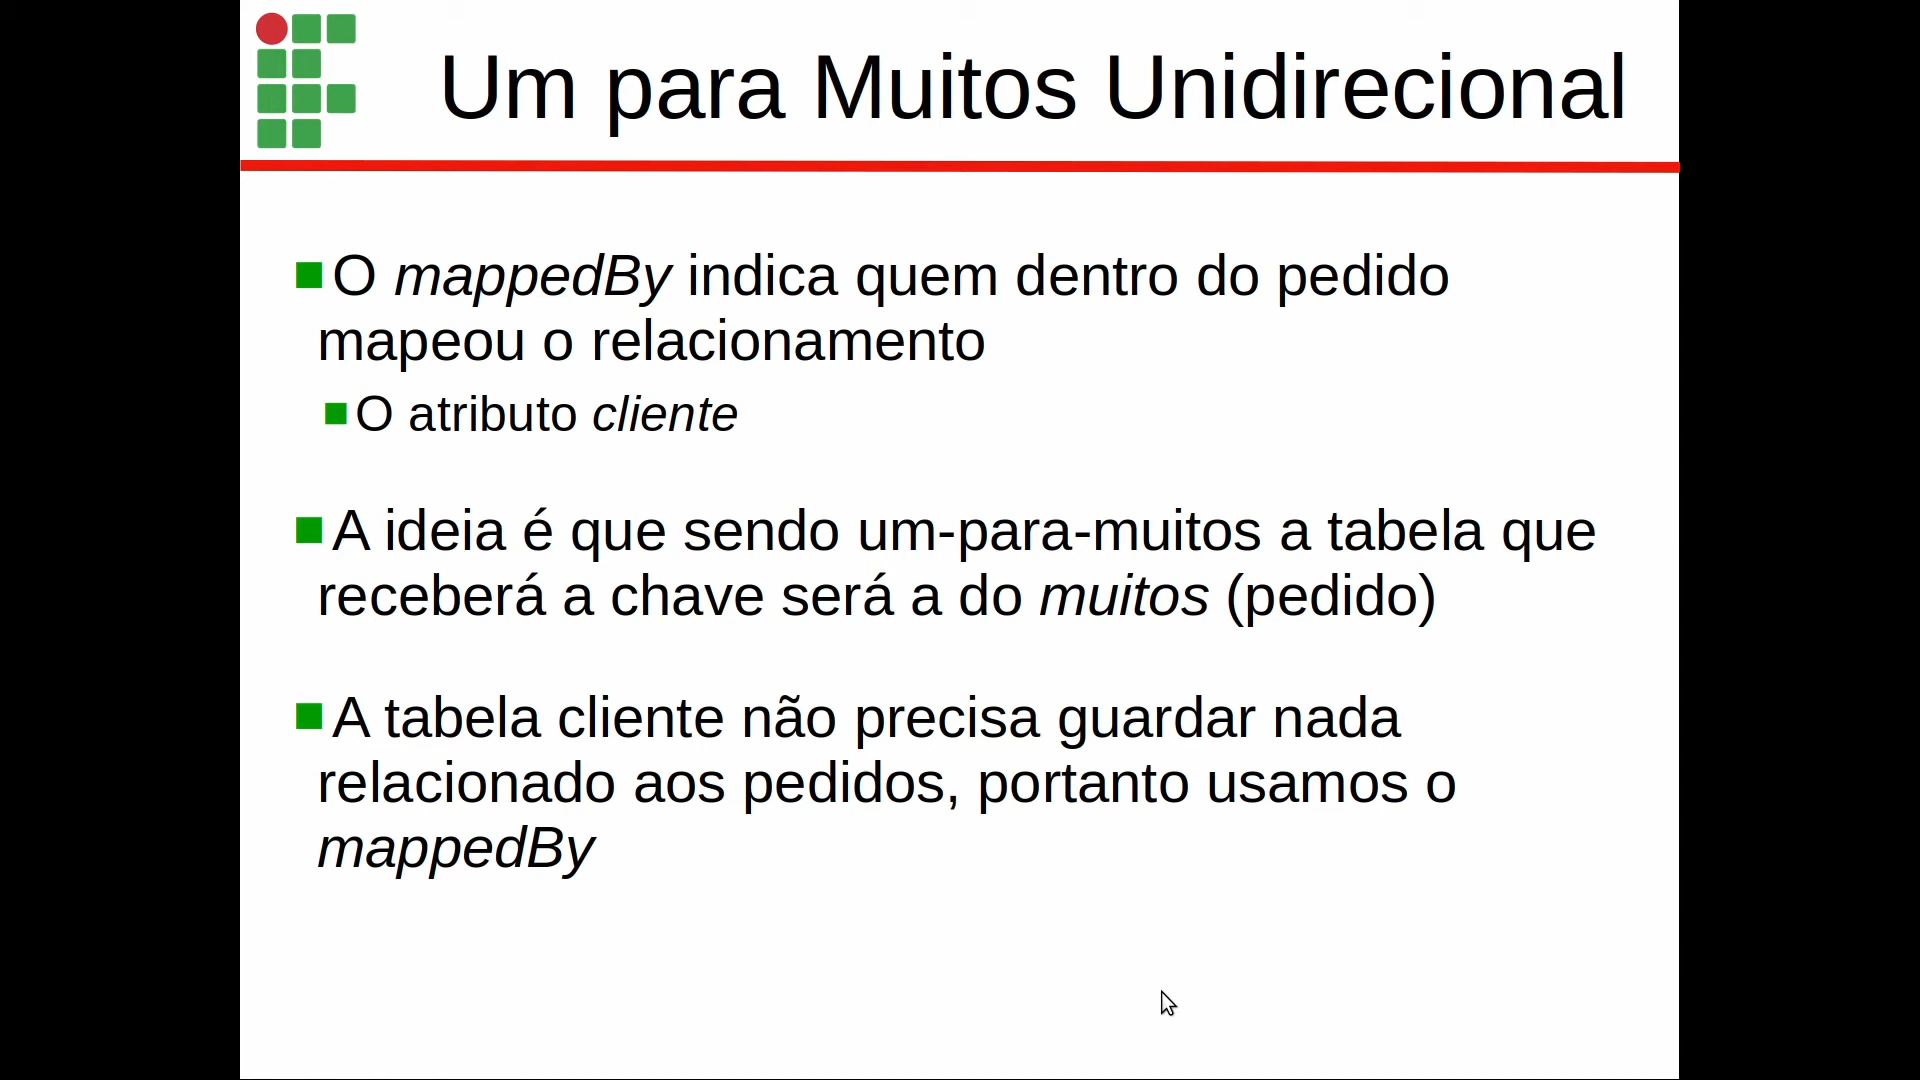 Um para Muitos Unidirecional
O mappedBy indica quem dentro do pedido
mapeou o relacionamento
O atributo cliente
A ideia é que sendo um-para-muitos a tabela que
receberá a chave será a do muitos (pedido)
A tabela cliente não precisa guardar nada
relacionado aos pedidos, portanto usamos o
mappedBy